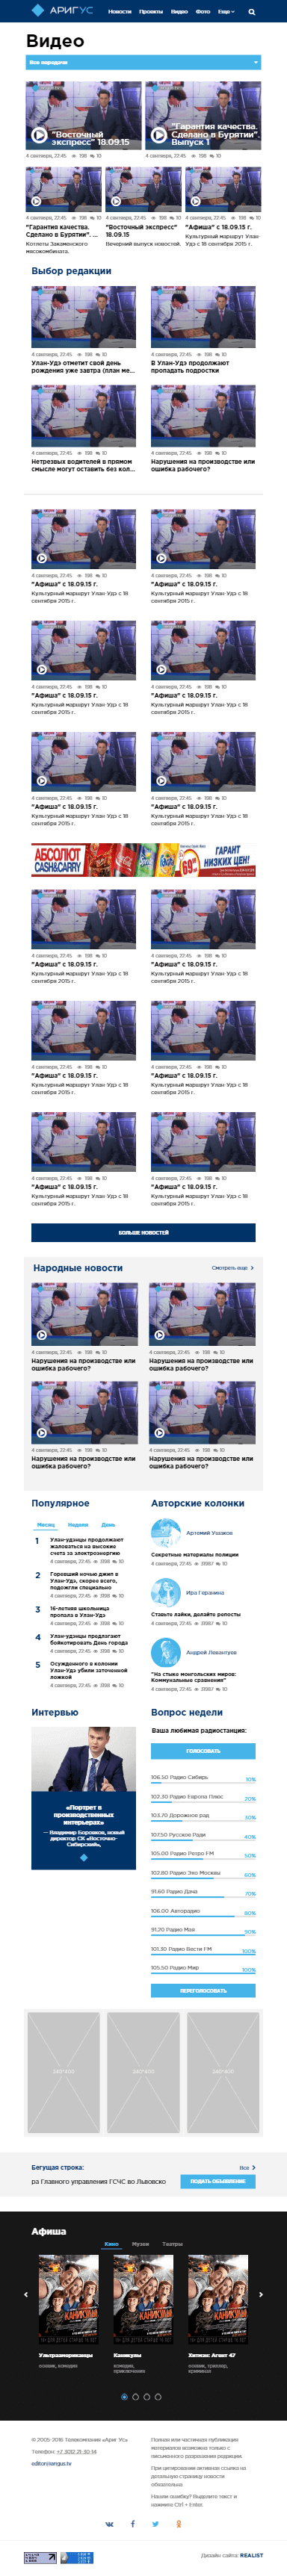 АРИГУС
Новости Проекты Видео Фото Еще
Видео
Все передачи
"Восточный экспресс" 18.09.15
"Гарантия качества. Сделано в Бурятии". Выпуск 1
4 сентября, 22:45 198 10
4 сентября, 22:45 198 10
4 сентября, 22:45 198 10
4 сентября, 22:45 198 10
4 сентября, 22:45 198 10
"Гарантия качества. Сделано в Бурятии". ...
Котлеты Закаменского мясокомбината.
"Восточный экспресс" 18.09.15
Вечерний выпуск новостей.
"Афиша" с 18.09.15 г.
Культурный маршрут Улан-Удэ с 18 сентября 2015 г.
Выбор редакции
4 сентября, 22:45 198 10
4 сентября, 22:45 198 10
Улан-Удэ отметит свой день рождения уже завтра (план ме...
В Улан-Удэ продолжают пропадать подростки
4 сентября, 22:45 198 10
4 сентября, 22:45 198 10
Нетрезвых водителей в прямом смысле могут оставить без кол...
Нарушения на производстве или ошибка рабочего?
4 сентября, 22:45 198 10
4 сентября, 22:45 198 10
"Афиша" с 18.09.15 г.
"Афиша" с 18.09.15 г.
Культурный маршрут Улан-Удэ с 18 сентября 2015 г.
Культурный маршрут Улан-Удэ с 18 сентября 2015 г.
4 сентября, 22:45 198 10
4 сентября, 22:45 198 10
"Афиша" с 18.09.15 г.
"Афиша" с 18.09.15 г.
Культурный маршрут Улан-Удэ с 18 сентября 2015 г.
Культурный маршрут Улан-Удэ с 18 сентября 2015 г.
4 сентября, 22:45 198 10
4 сентября, 22:45 198 10
"Афиша" с 18.09.15 г.
"Афиша" с 18.09.15 г.
Культурный маршрут Улан-Удэ с 18 сентября 2015 г.
Культурный маршрут Улан-Удэ с 18 сентября 2015 г.
АБСОЛЮТ
CASH&CARRY
ГАРАНТ
НИЗКИХ ЦЕН!
4 сентября, 22:45 198 10
4 сентября, 22:45 198 10
"Афиша" с 18.09.15 г.
"Афиша" с 18.09.15 г.
Культурный маршрут Улан-Удэ с 18 сентября 2015 г.
Культурный маршрут Улан-Удэ с 18 сентября 2015 г.
4 сентября, 22:45 198 10
4 сентября, 22:45 198 10
"Афиша" с 18.09.15 г.
"Афиша" с 18.09.15 г.
Культурный маршрут Улан-Удэ с 18 сентября 2015 г.
Культурный маршрут Улан-Удэ с 18 сентября 2015 г.
4 сентября, 22:45 198 10
4 сентября, 22:45 198 10
"Афиша" с 18.09.15 г.
"Афиша" с 18.09.15 г.
Культурный маршрут Улан-Удэ с 18 сентября 2015 г.
Культурный маршрут Улан-Удэ с 18 сентября 2015 г.
БОЛЬШЕ НОВОСТЕЙ
Народные новости
Смотреть еще
4 сентября, 22:45 198 10
4 сентября, 22:45 198 10
Нарушения на производстве или ошибка рабочего?
Нарушения на производстве или ошибка рабочего?
4 сентября, 22:45 198 10
4 сентября, 22:45 198 10
Нарушения на производстве или ошибка рабочего?
Нарушения на производстве или ошибка рабочего?
Популярное
Месяц Неделя День
1 Улан-удэнцы продолжают жаловаться на высокие счета за электроэнергию
4 сентября, 22:45 3198 10
2 Горевший ночью джип в Улан-Удэ, скорее всего, подожгли специально
4 сентября, 22:45 3198 10
3 16-летняя школьница пропала в Улан-Удэ
4 сентября, 22:45 3198 10
4 Улан-удэнцы предлагают бойкотировать День города
4 сентября, 22:45 3198 10
5 Осужденного в колонии Улан-Удэ убили заточенной ложкой
4 сентября, 22:45 3198 10
Авторские колонки
Артемий Ушаков
Секретные материалы полиции
4 сентября, 22:45 31987 10
Ира Геранина
Ставьте лайки, делайте репосты
4 сентября, 22:45 31987 10
Андрей Левантуев
"На стыке монгольских миров: Коммунальные сражения"
4 сентября, 22:45 31987 10
Интервью
«Портрет в производственных интерьерах»
— Владимир Боровков, новый директор СК «Восточно-Сибирский»,
Вопрос недели
Ваша любимая радиостанция:
ГОЛОСОВАТЬ
106.50 Радио Сибирь 10%
102.30 Радио Европа Плюс 20%
103.70 Дорожное рад 30%
107.50 Русское Ради 40%
105.00 Радио Ретро FM 50%
102.80 Радио Эхо Москвы 60%
91.60 Радио Дача 70%
106.00 Авторадио 80%
91.20 Радио Мая 90%
101.30 Радио Вести FM 100%
105.50 Радио Мир 100%
ПЕРЕГОЛОСОВАТЬ
240*400
240*400
240*400
Бегущая строка:
Все
ра Главного управления ГСЧС во Львовско
ПОДАТЬ ОБЪЯВЛЕНИЕ
Афиша
Кино Музеи Театры
КАНИКУЛЫ
КАНИКУЛЫ
КАНИКУЛЫ
Ультраамериканцы
боевик, комедия
Каникулы
комедия, приключения
Хитман: Агент 47
боевик, триллер, криминал
© 2005-2016 Телекомпания «Ариг Ус»
Телефон: +7 3012 21 30 14
editor@arigus.tv
Полная или частичная публикация материалов возможна только с письменного разрешения редакции.
При цитировании активная ссылка на детальную страницу новости обязательна
Нашли ошибку? Выделите текст и нажмите Ctrl + Enter.
Дизайн сайта: REALIST